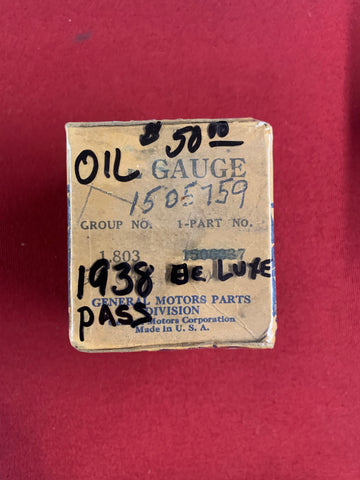 $ 50.00
OIL GAUGE
1505759
GROUP NO. 1-PART NO.
1.803
1938 DE LUXE
GENERAL MOTORS PARTS
PASS DIVISION
Motors Corporation
Made in U. S. A.